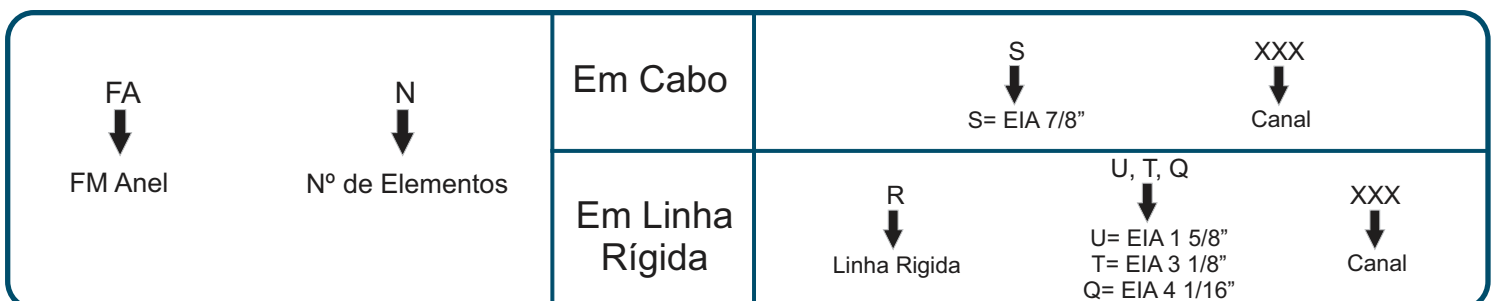 FA
FM Anel
N
Nº de Elementos
Em Cabo
S
S= EIA 7/8”
XXX
Canal
Em Linha
Rígida
R
Linha Rigida
U, T, Q
U= EIA 1 5/8”
T= EIA 3 1/8”
Q= EIA 4 1/16”
XXX
Canal